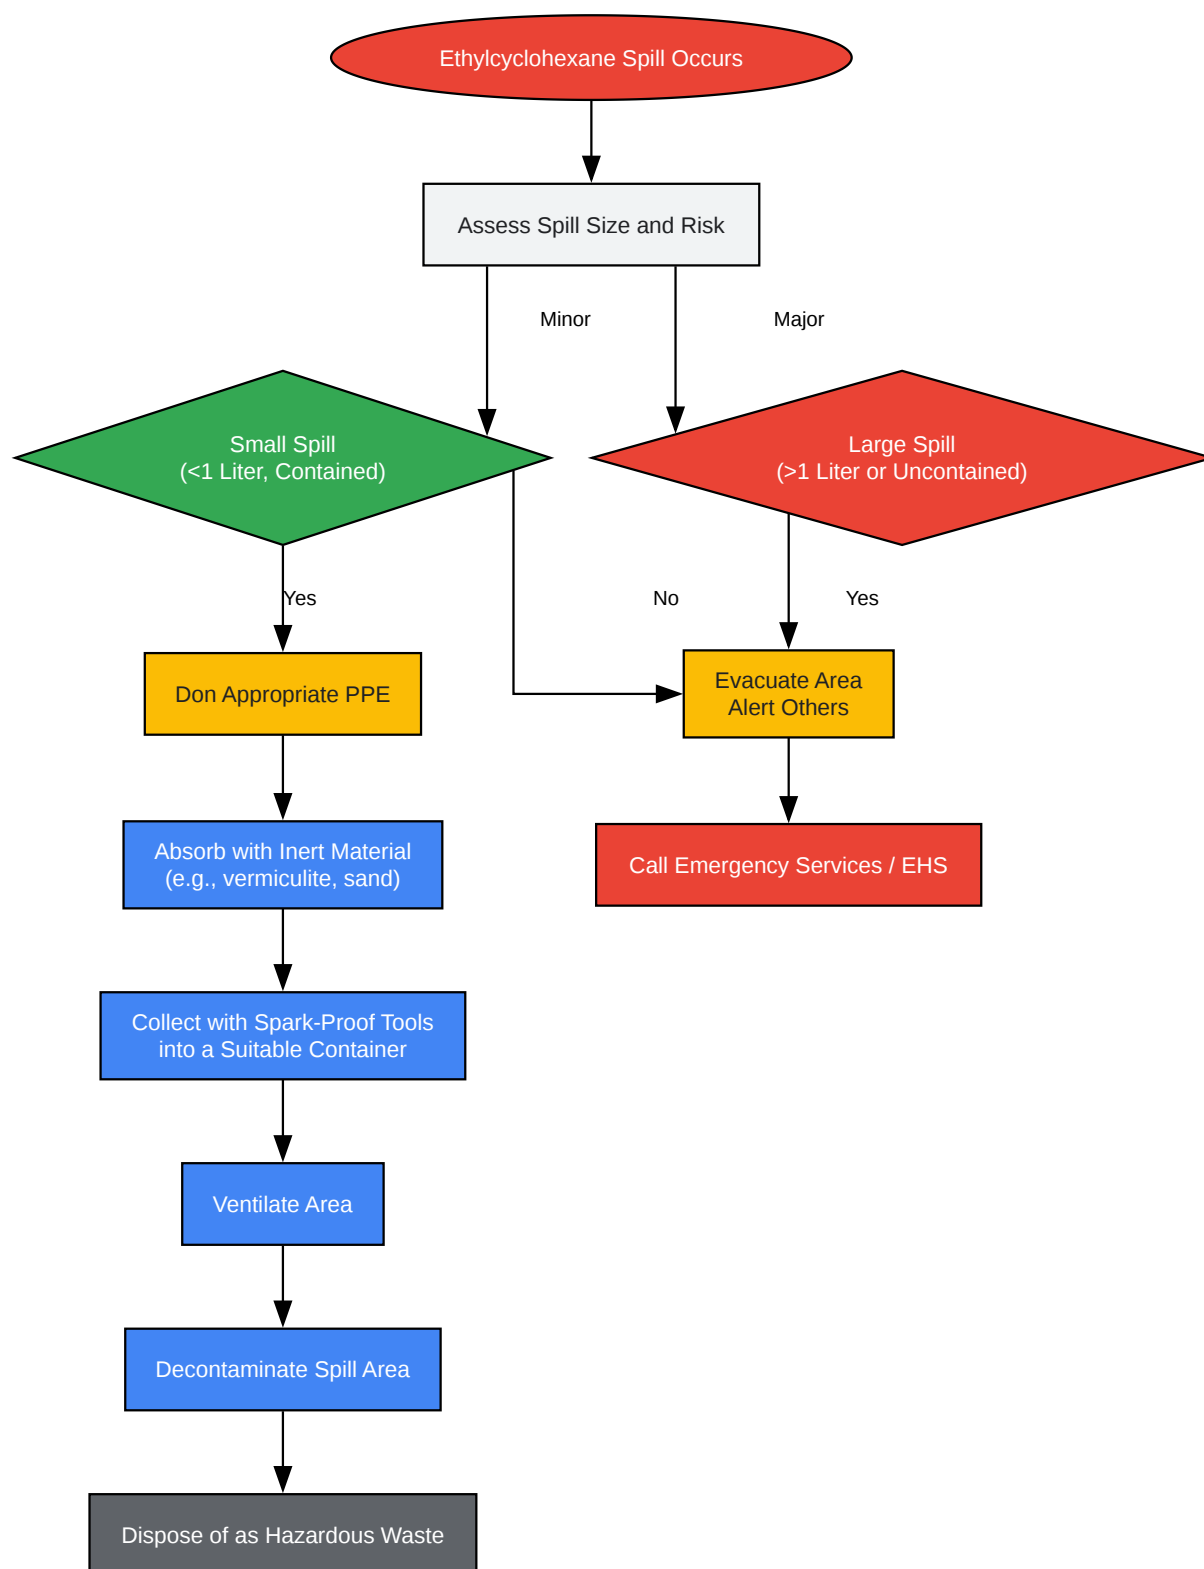 Ethylcyclohexane Spill Occurs
Assess Spill Size and Risk
Minor
Major
Small Spill
(<1 Liter, Contained)
Large Spill
(>1 Liter or Uncontained)
Yes
No
Yes
Don Appropriate PPE
Evacuate Area
Alert Others
Absorb with Inert Material
(e.g., vermiculite, sand)
Call Emergency Services / EHS
Collect with Spark-Proof Tools
into a Suitable Container
Ventilate Area
Decontaminate Spill Area
Dispose of as Hazardous Waste